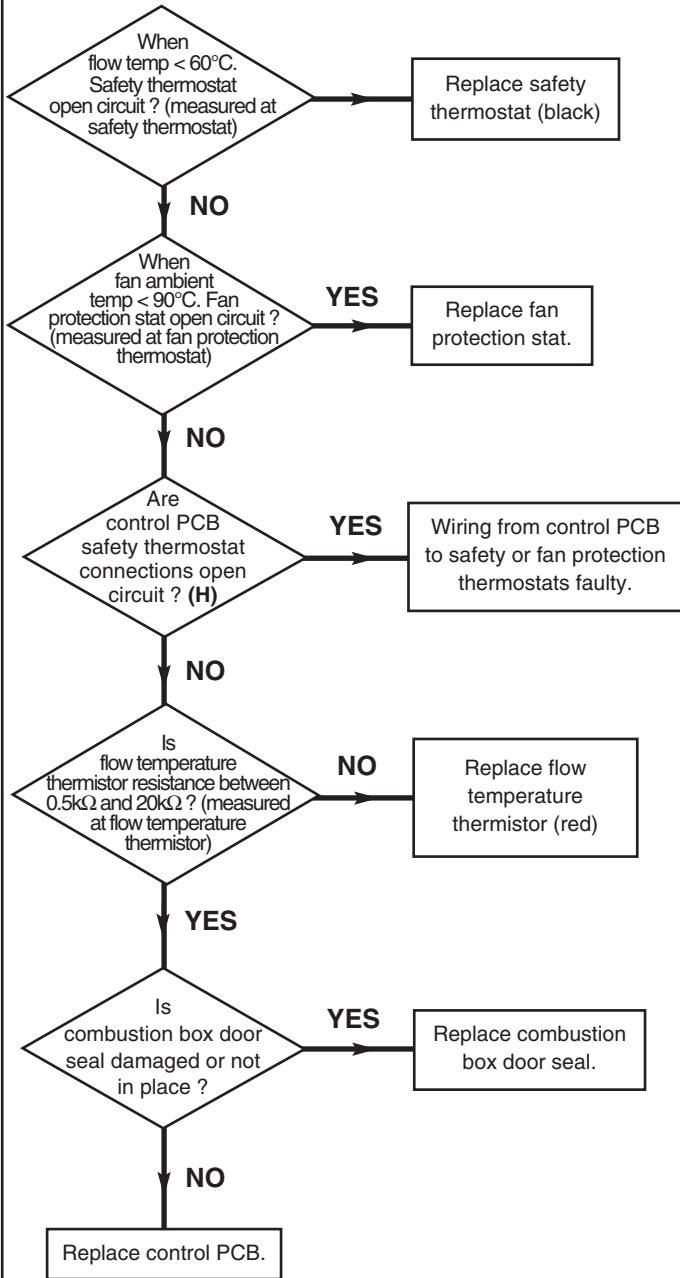 When
flow temp < 60°C.
Safety thermostat
open circuit ? (measured at
safety thermostat)
Replace safety
thermostat (black)
NO
When
fan ambient
temp < 90°C. Fan
protection stat open circuit ?
(measured at fan protection
thermostat)
YES
Replace fan
protection stat.
NO
Are
control PCB
safety thermostat
connections open
circuit ? (H)
YES
Wiring from control PCB
to safety or fan protection
thermostats faulty.
NO
Is
flow temperature
thermistor resistance between
0.5kΩ and 20kΩ ? (measured
at flow temperature
thermistor)
NO
Replace flow
temperature
thermistor (red)
YES
Is
combustion box door
seal damaged or not
in place ?
YES
Replace combustion
box door seal.
NO
Replace control PCB.